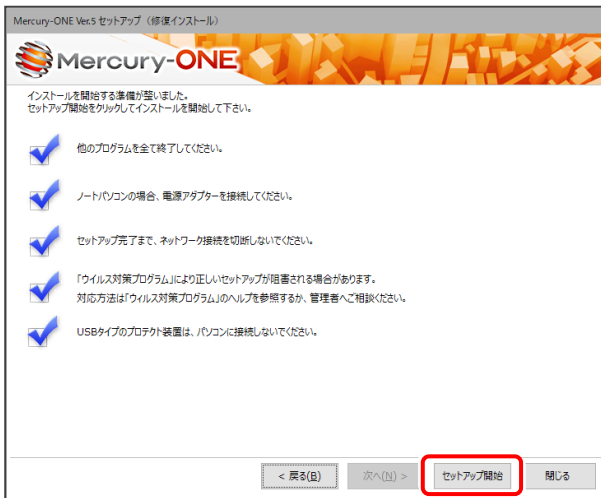 Mercury-ONE Ver.5 セットアップ（修復インストール）
Mercury-ONE
インストールを開始する準備が整いました。
セットアップ開始をクリックしてインストールを開始して下さい。
他のプログラムを全て終了してください。
ノートパソコンの場合、電源アダプターを接続してください。
セットアップ完了まで、ネットワーク接続を切断しないでください。
「ウイルス対策プログラム」により正しいセットアップが阻害される場合があります。
対応方法は「ウィルス対策プログラム」のヘルプを参照するか、管理者へご相談ください。
USBタイプのプロテクト装置は、パソコンに接続しないでください。
< 戻る(B) 次へ(N) > セットアップ開始 閉じる